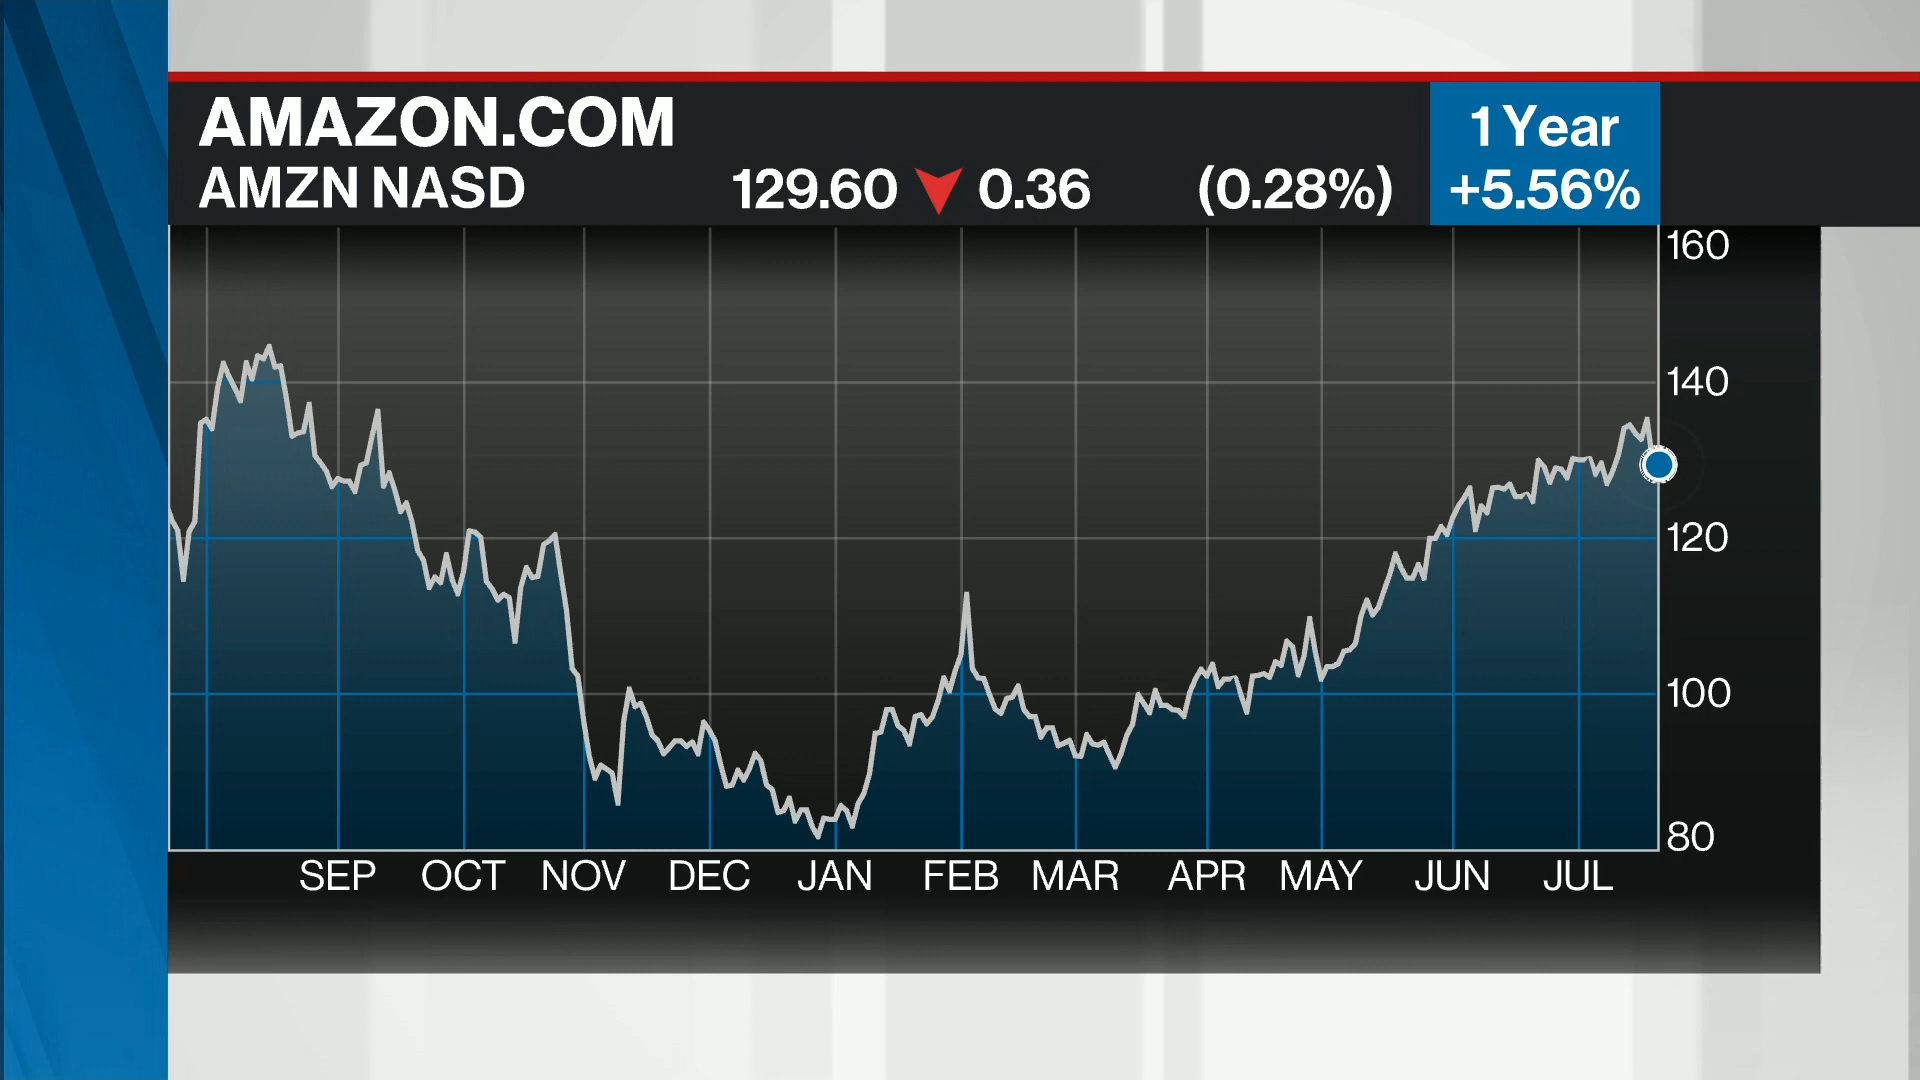 AMAZON.COM
AMZN NASD 129.60 0.36 (0.28%)
1 Year
+5.56%
160
140
120
100
80
SEP OCT NOV DEC JAN FEB MAR APR MAY JUN JUL